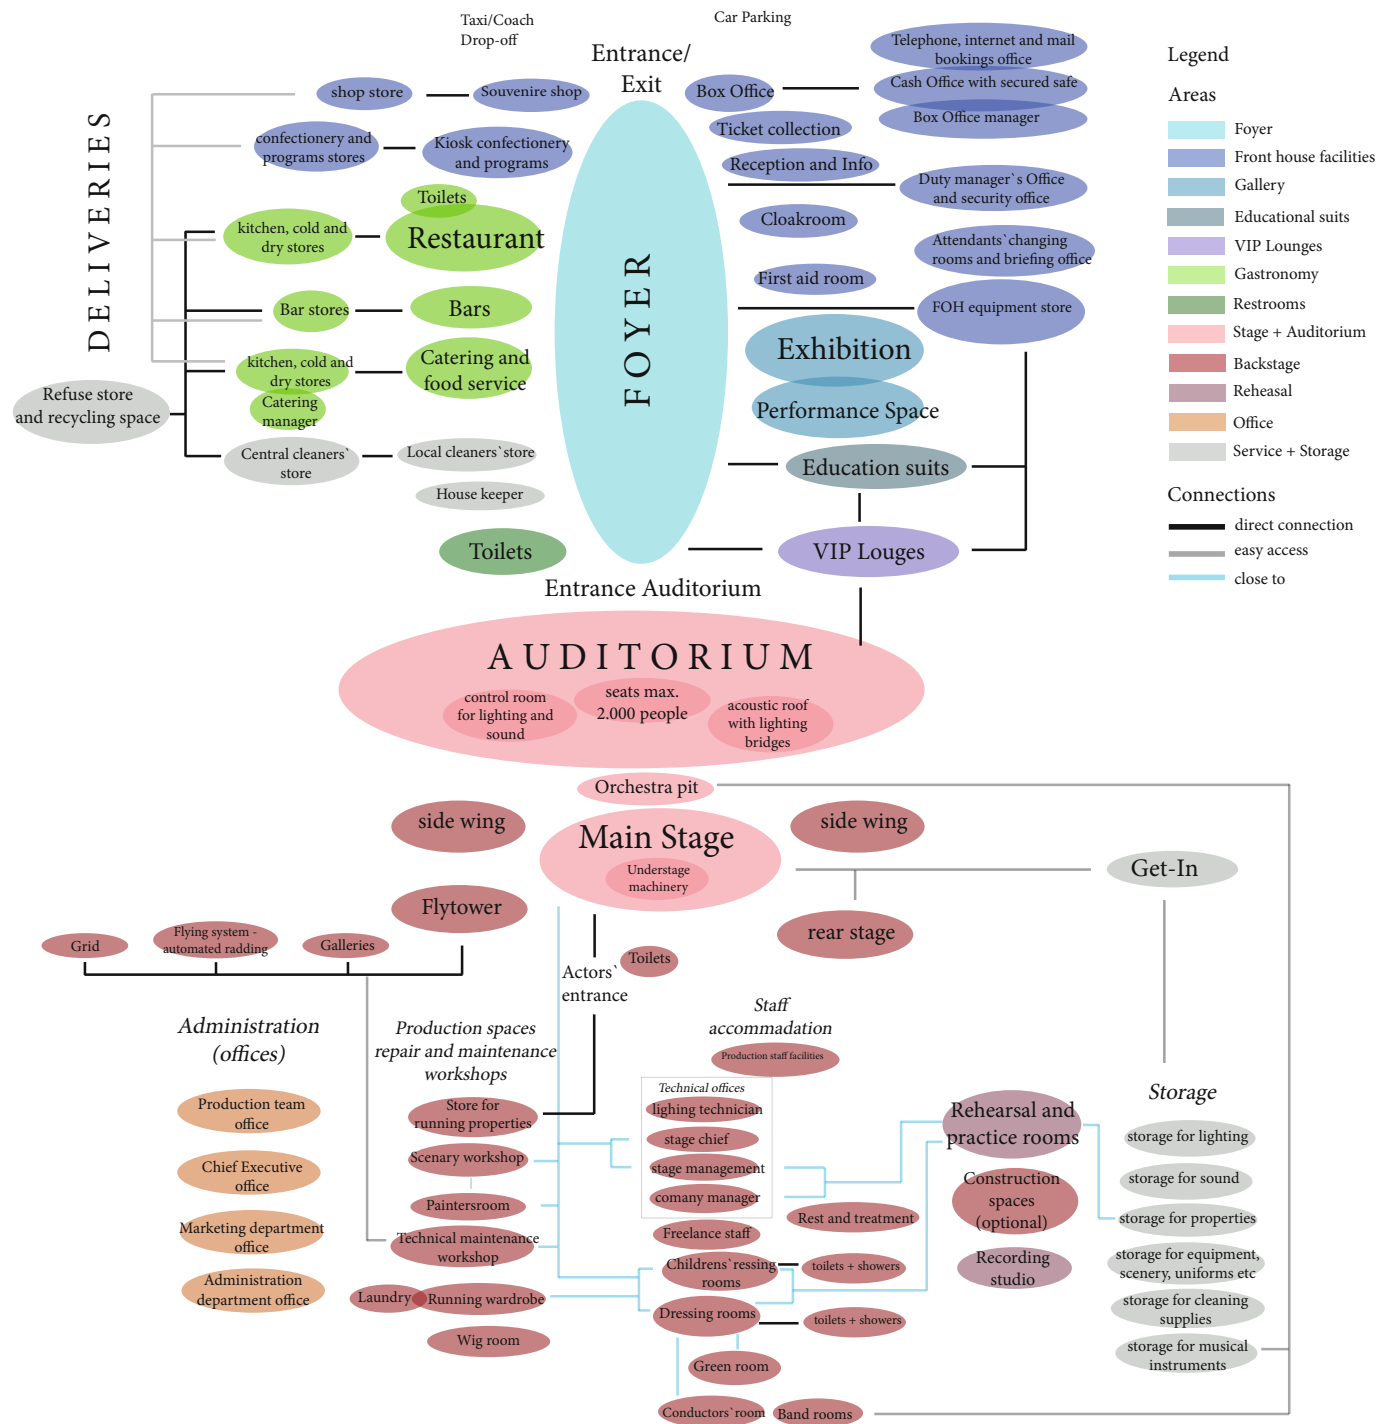 Taxi/Coach
Drop-off
Car Parking
Entrance/
Exit
DELIVERIES
shop store
Souvenire shop
confectionery and
programs stores
Kiosk confectionery
and programs
Toilets
kitchen, cold and
dry stores
Restaurant
Bar stores
Bars
kitchen, cold and
dry stores
Catering
manager
Catering and
food service
Refuse store
and recycling space
Central cleaners`
store
Local cleaners`store
House keeper
Toilets
FOYER
Box Office
Telephone, internet and mail
bookings office
Cash Office with secured safe
Box Office manager
Ticket collection
Reception and Info
Duty manager`s Office
and security office
Cloakroom
Attendants`changing
rooms and briefing office
First aid room
FOH equipment store
Exhibition
Performance Space
Education suits
VIP Louges
Legend
Areas
Foyer
Front house facilities
Gallery
Educational suits
VIP Lounges
Gastronomy
Restrooms
Stage + Auditorium
Backstage
Reheasal
Office
Service + Storage
Connections
direct connection
easy access
close to
Entrance Auditorium
AUDITORIUM
control room
for lighting and
sound
seats max.
2.000 people
acoustic roof
with lighting
bridges
Orchestra pit
side wing
Main Stage
Understage
machinery
side wing
Get-In
Flytower
rear stage
Grid
Flying system -
automated radding
Galleries
Toilets
Actors`
entrance
Administration
(offices)
Production team
office
Chief Executive
office
Marketing department
office
Administration
department office
Production spaces
repair and maintenance
workshops
Store for
running properties
Scenary workshop
Paintersroom
Technical maintenance
workshop
Laundry
Running wardrobe
Wig room
Staff
accommadation
Production staff facilities
Technical offices
lighing technician
stage chief
stage management
comany manager
Freelance staff
Rest and treatment
Childrens`ressing
rooms
toilets + showers
Dressing rooms
toilets + showers
Green room
Conductors`room
Band rooms
Rehearsal and
practice rooms
Construction
spaces
(optional)
Recording
studio
Storage
storage for lighting
storage for sound
storage for properties
storage for equipment,
scenery, uniforms etc
storage for cleaning
supplies
storage for musical
instruments